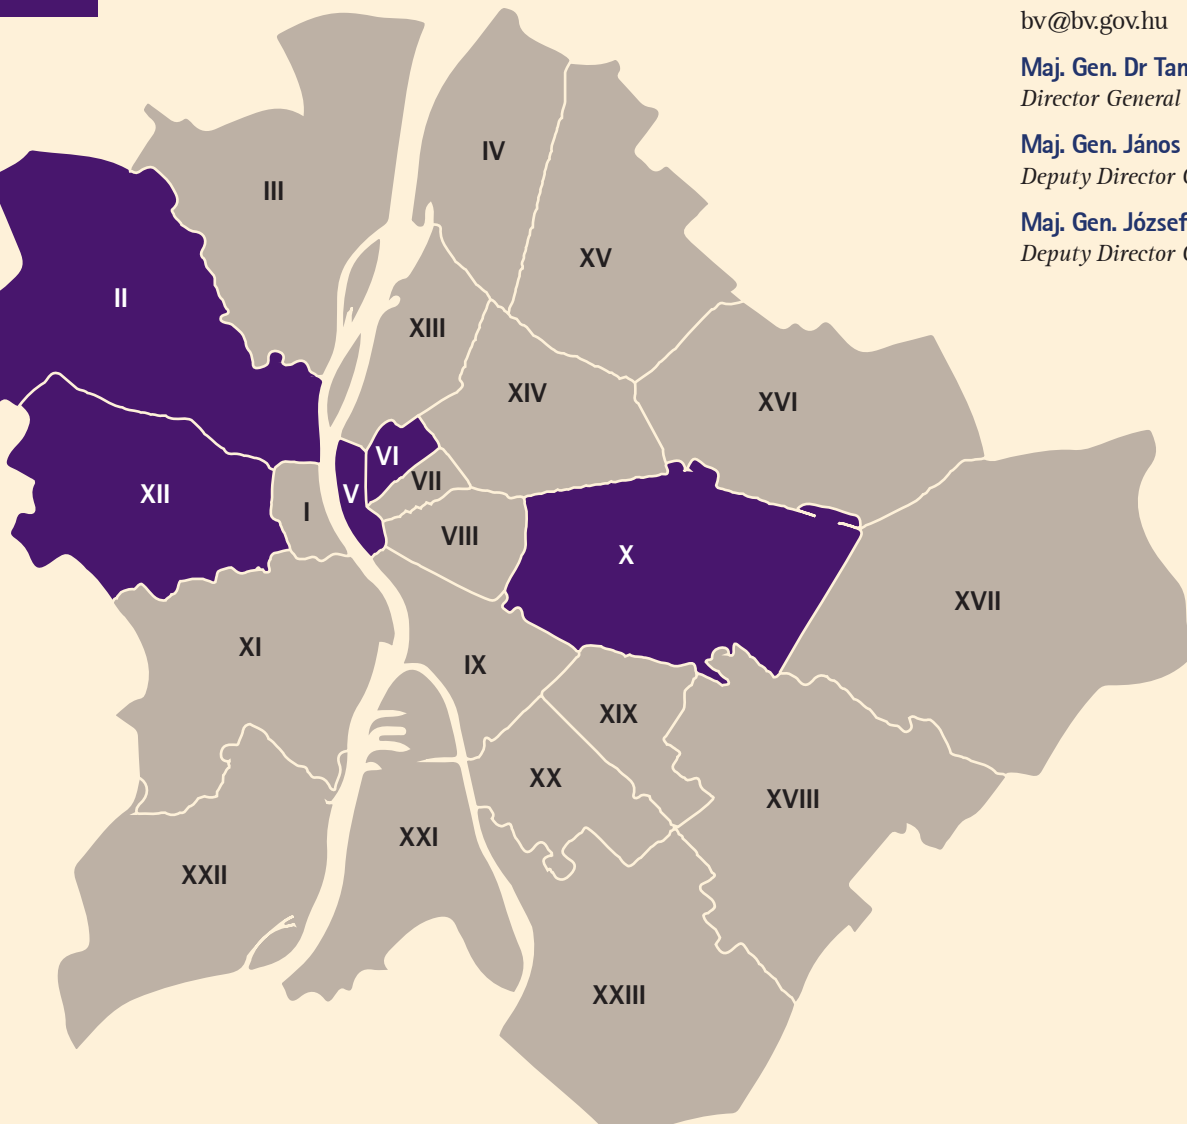 bv@bv.gov.hu
Maj. Gen. Dr
Director General
Maj. Gen. János
Deputy Director
Maj. Gen. József
Deputy Director
IV
III
XV
II
XIII
XIV
XVI
VI
VII
XII
V
I
VIII
X
XVII
XI
IX
XIX
XX
XVIII
XXI
XXII
XXIII